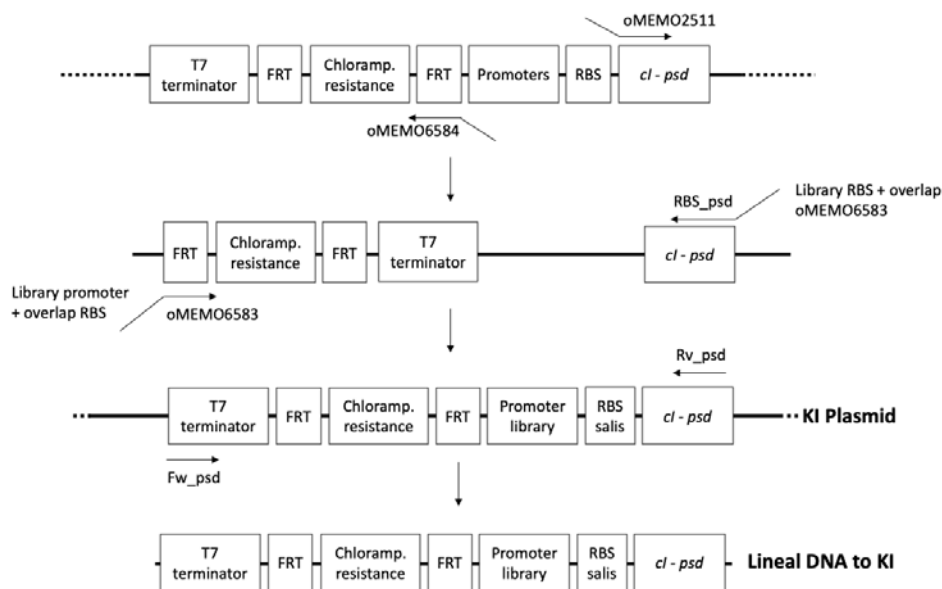 oMEMO2511
T7
terminator
FRT
Chloramp.
resistance
FRT
Promoters
RBS
cI - psd
oMEMO6584
Library RBS + overlap
oMEMO6583
RBS_psd
FRT
Chloramp.
resistance
FRT
T7
terminator
cI - psd
Library promoter
+ overlap RBS
oMEMO6583
Rv_psd
T7
terminator
FRT
Chloramp.
resistance
FRT
Promoter
library
RBS
salis
cI - psd
KI Plasmid
Fw_psd
T7
terminator
FRT
Chloramp.
resistance
FRT
Promoter
library
RBS
salis
cI - psd
Lineal DNA to KI